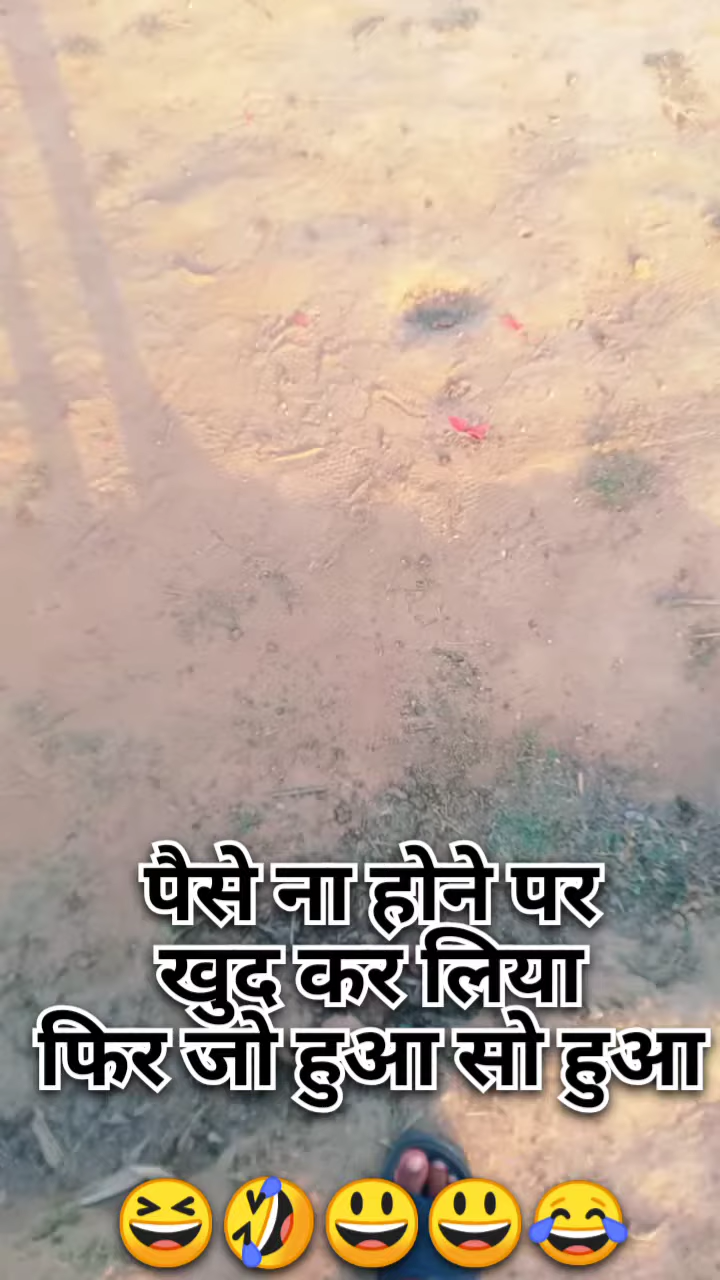 पैसे ना होने पर
खुद कर लिया
फिर जो हुआ सो हुआ
😆🤣😃😃😂